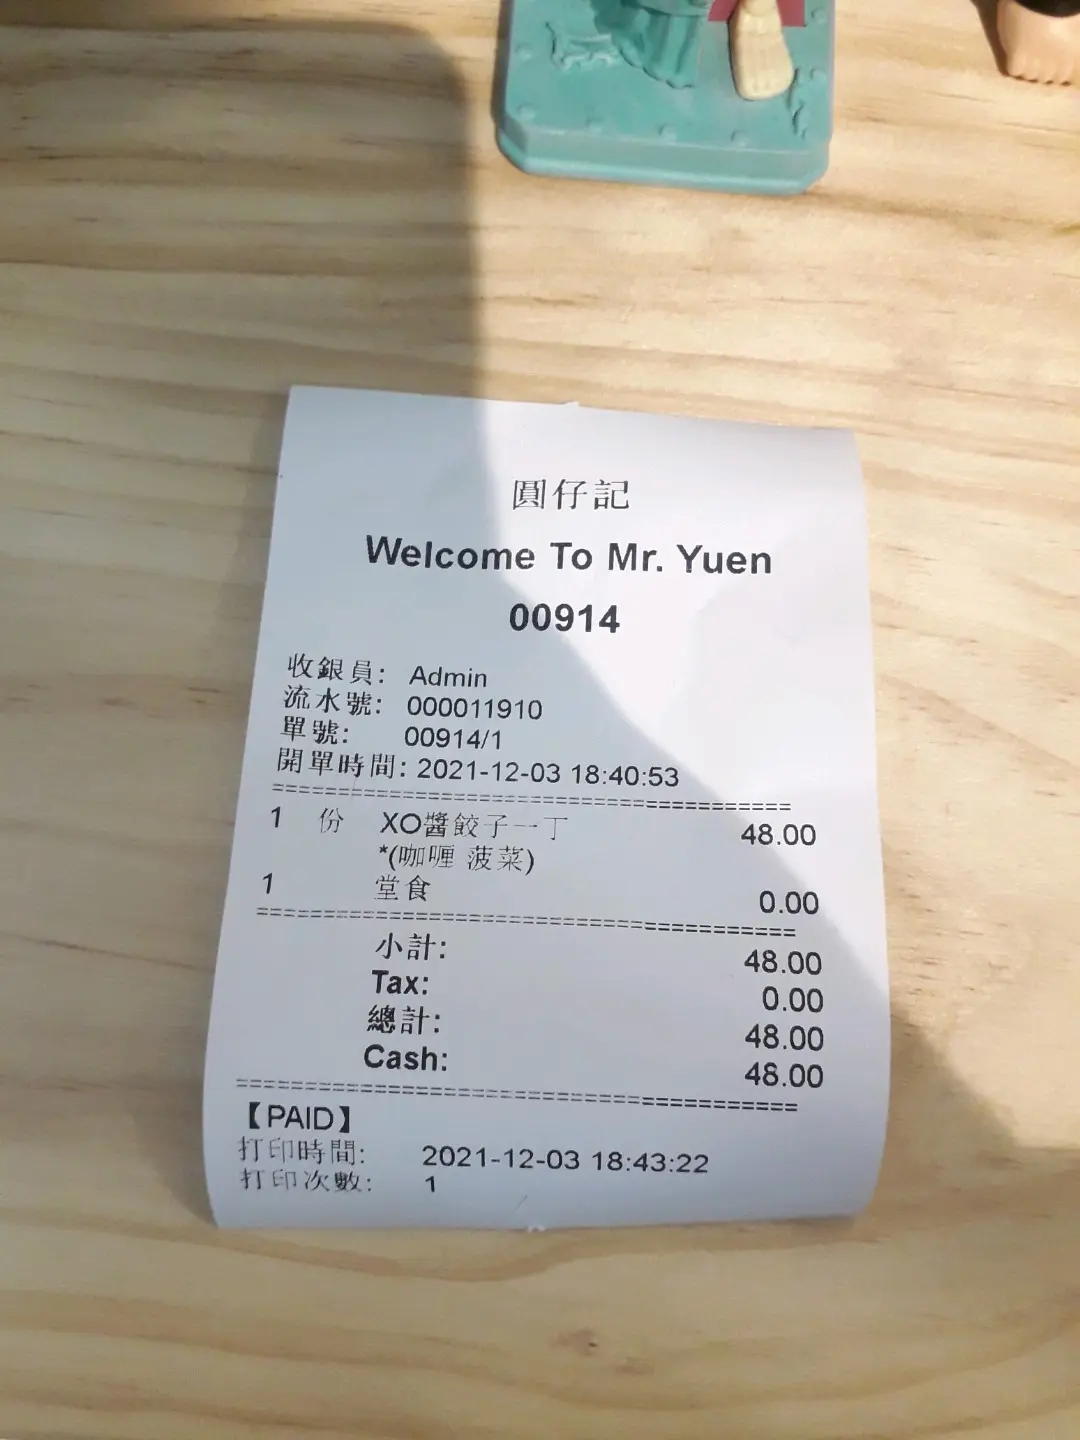 圓仔記
Welcome To Mr. Yuen
00914
收銀員: Admin
流水號: 000011910
單號: 00914/1
開單時間: 2021-12-03 18:40:53
1 份 XO醬餃子一丁 48.00
*(咖喱 菠菜)
1 堂食 0.00
小計: 48.00
Tax: 0.00
總計: 48.00
Cash: 48.00
【PAID】
打印時間: 2021-12-03 18:43:22
打印次數: 1